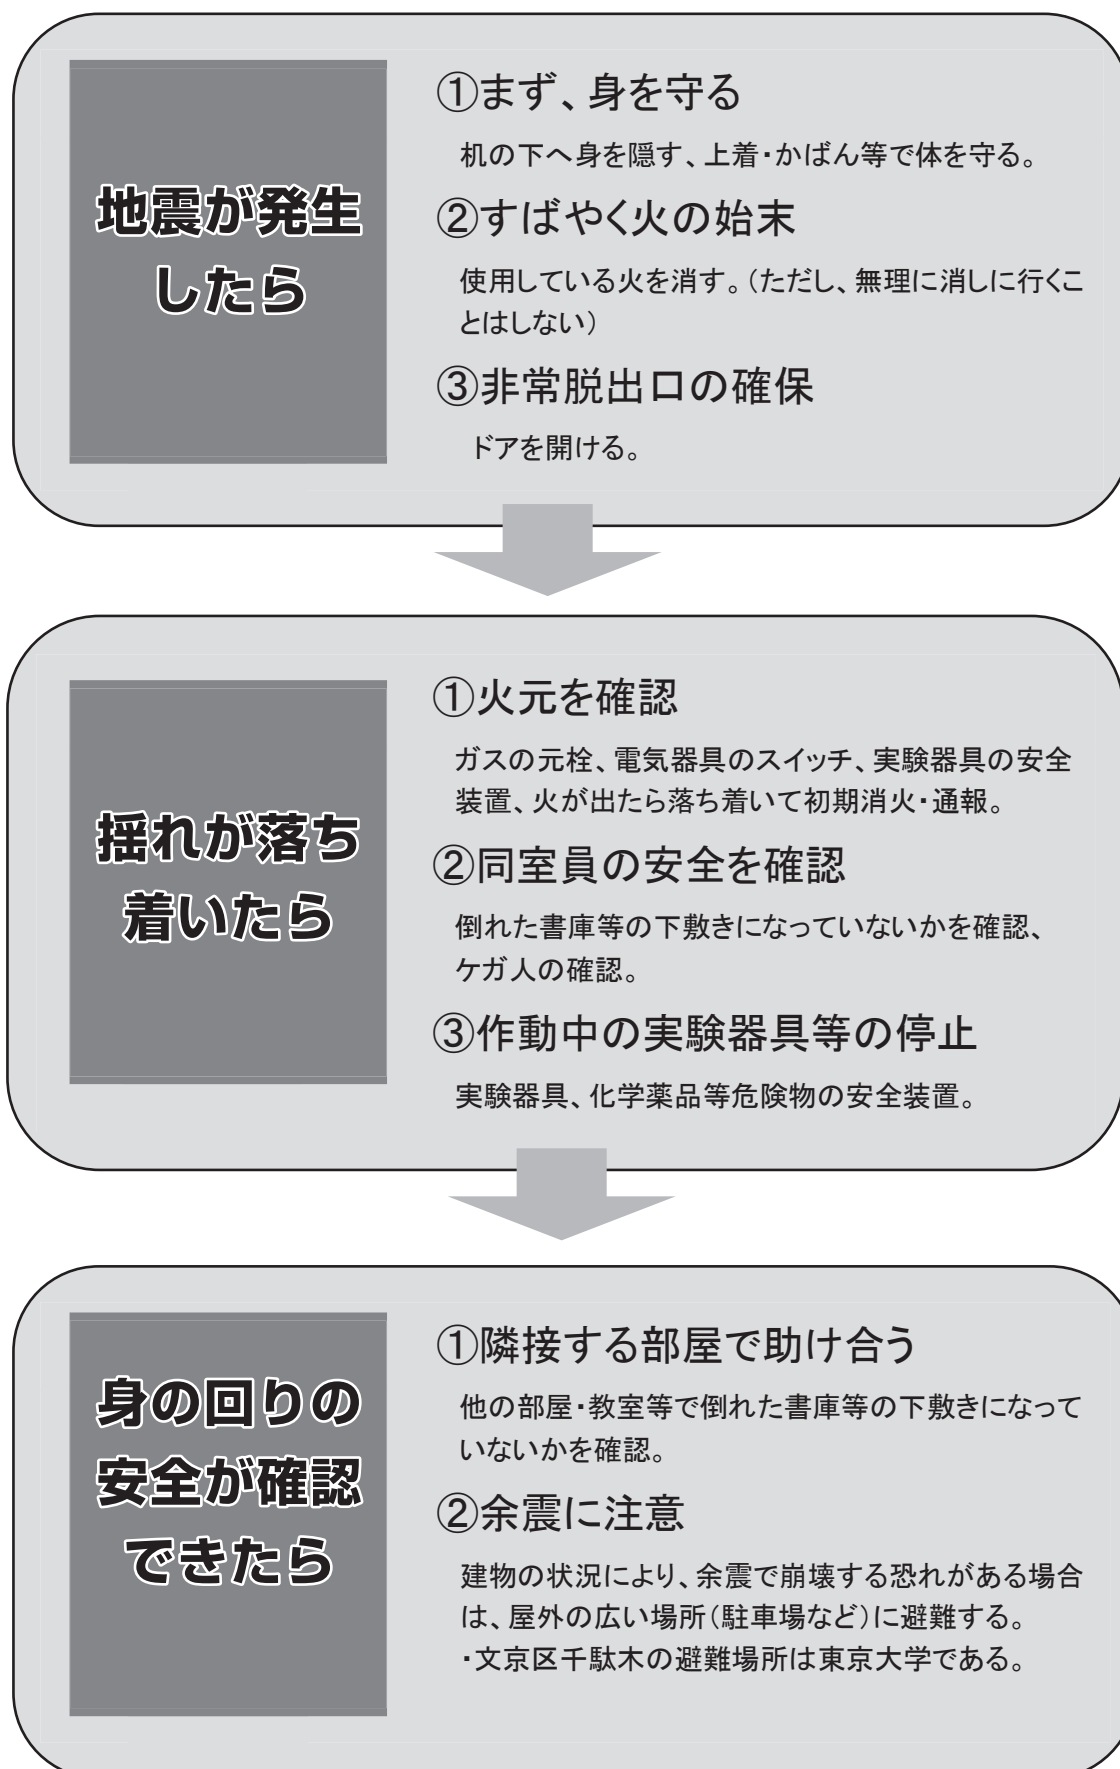 地震が発生
したら
①まず、身を守る
机の下へ身を隠す、上着・かばん等で体を守る。
②すばやく火の始末
使用している火を消す。(ただし、無理に消しに行くこ
とはしない)
③非常脱出口の確保
ドアを開ける。
揺れが落ち
着いたら
①火元を確認
ガスの元栓、電気器具のスイッチ、実験器具の安全
装置、火が出たら落ち着いて初期消火・通報。
②同室員の安全を確認
倒れた書庫等の下敷きになっていないかを確認、
ケガ人の確認。
③作動中の実験器具等の停止
実験器具、化学薬品等危険物の安全装置。
身の回りの
安全が確認
できたら
①隣接する部屋で助け合う
他の部屋・教室等で倒れた書庫等の下敷きになって
いないかを確認。
②余震に注意
建物の状況により、余震で崩壊する恐れがある場合
は、屋外の広い場所(駐車場など)に避難する。
・文京区千駄木の避難場所は東京大学である。